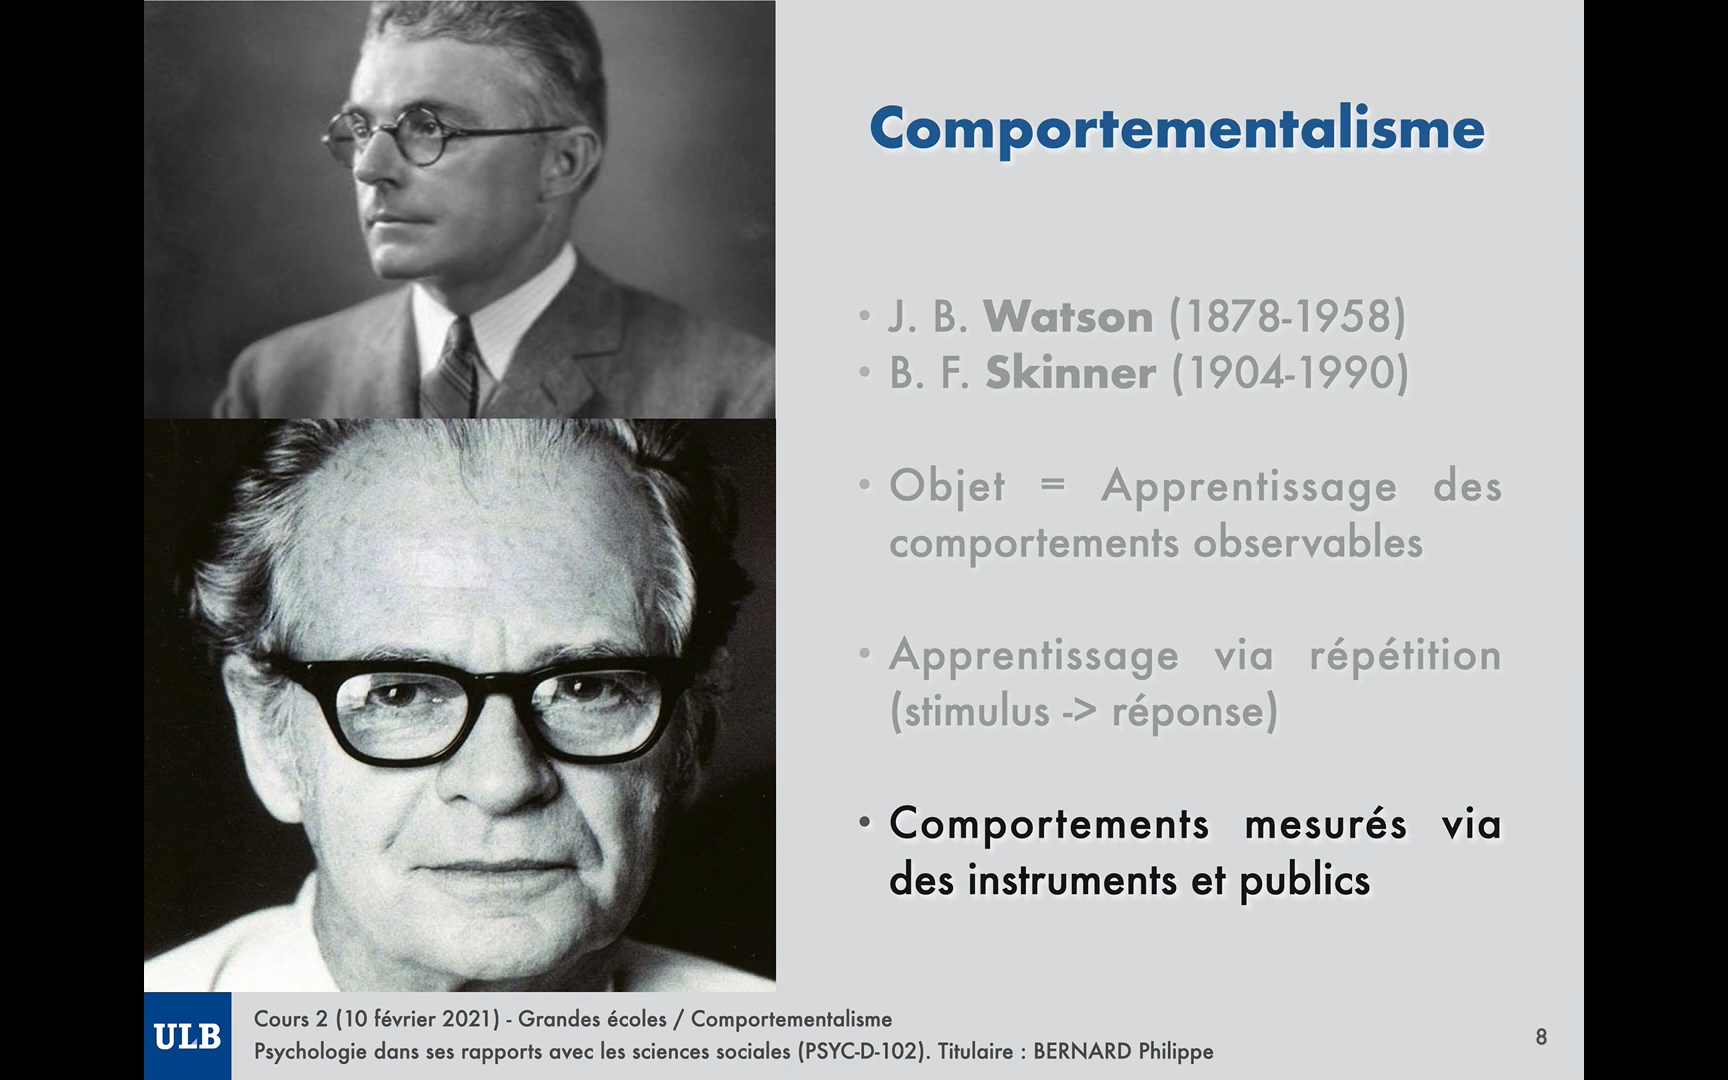 Comportementalisme
• J. B. Watson (1878-1958)
• B. F. Skinner (1904-1990)
• Objet = Apprentissage des
comportements observables
• Apprentissage via répétition
(stimulus -> réponse)
• Comportements mesurés via
des instruments et publics
ULB
Cours 2 (10 février 2021) - Grandes écoles / Comportementalisme
Psychologie dans ses rapports avec les sciences sociales (PSYC-D-102). Titulaire : BERNARD Philippe
8